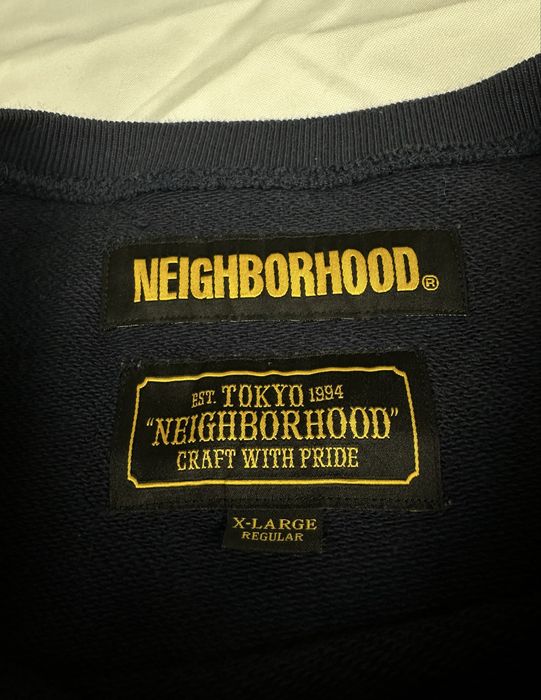 NEIGHBORHOOD®
EST. TOKYO 1994
"NEIGHBORHOOD"
CRAFT WITH PRIDE
X-LARGE
REGULAR